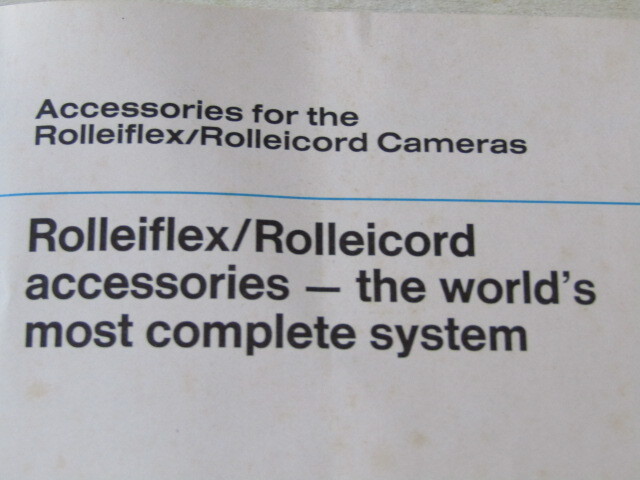 Accessories for the
Rolleiflex/Rolleicord Cameras
Rolleiflex/Rolleicord
accessories — the world's
most complete system